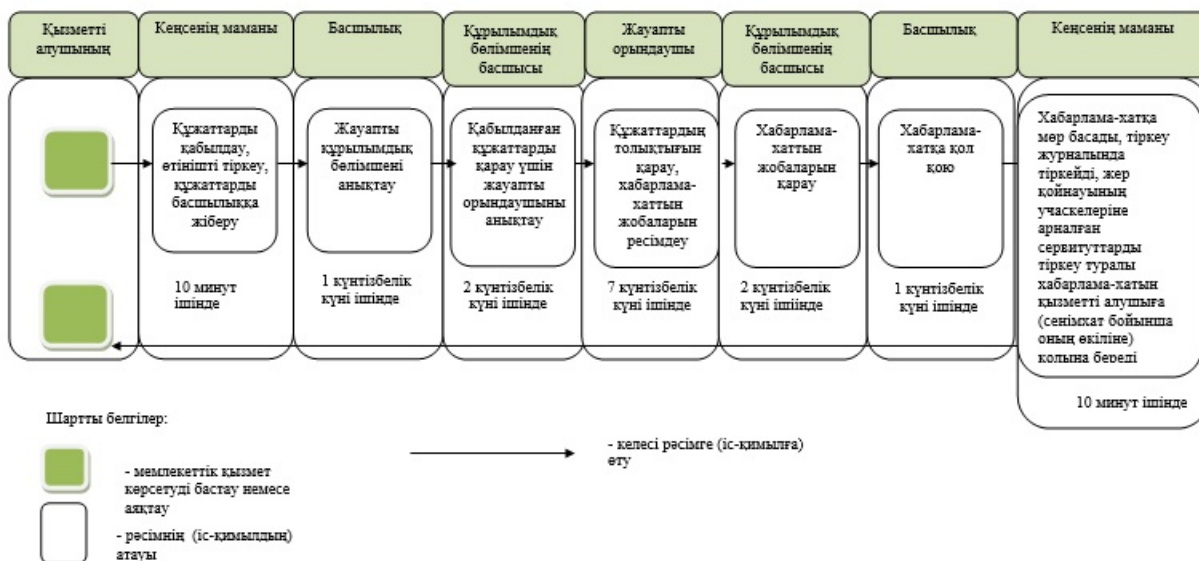 Қызметті
алушының
Кеңсенің маманы
Басшылық
Құрылымдық
бөлімшенің
басшысы
Жауапты
орындаушы
Құрылымдық
бөлімшенің
басшысы
Басшылық
Кеңсенің маманы
Құжаттарды
қабылдау,
өтінішті тіркеу,
құжаттарды
басшылыққа
жіберу
10 минут
ішінде
Жауапты
құрылымдық
бөлімшені
анықтау
1 күнтізбелік
күні ішінде
Қабылданған
құжаттарды
қарау үшін
жауапты
орындаушыны
анықтау
2 күнтізбелік
күні ішінде
Құжаттардың
толықтығын
қарау,
хабарлама-
хаттын
жобаларын
ресімдеу
7 күнтізбелік
күні ішінде
Хабарлама-
хаттын
жобаларын
қарау
2 күнтізбелік
күні ішіінде
Хабарлама-
хатқа қол
қою
1 күнтізбелік
күні ішінде
Хабарлама-хатқа
мөр басады, тіркеу
журналында
тіркейді, жер
қойнауының
учаскелеріне
арналған
сервитуттарды
тіркеу туралы
хабарлама-хатын
қызметті алушыға
(сенімхат бойынша
оның өкіліне)
қолына береді
10 минут ішінде
Шартты белгілер:
- мемлекеттік қызмет
көрсетуді бастау немесе
аяқтау
- келесі рәсімге (іс-қимылға)
өту
- рәсімнің (іс-қимылдың)
атауы